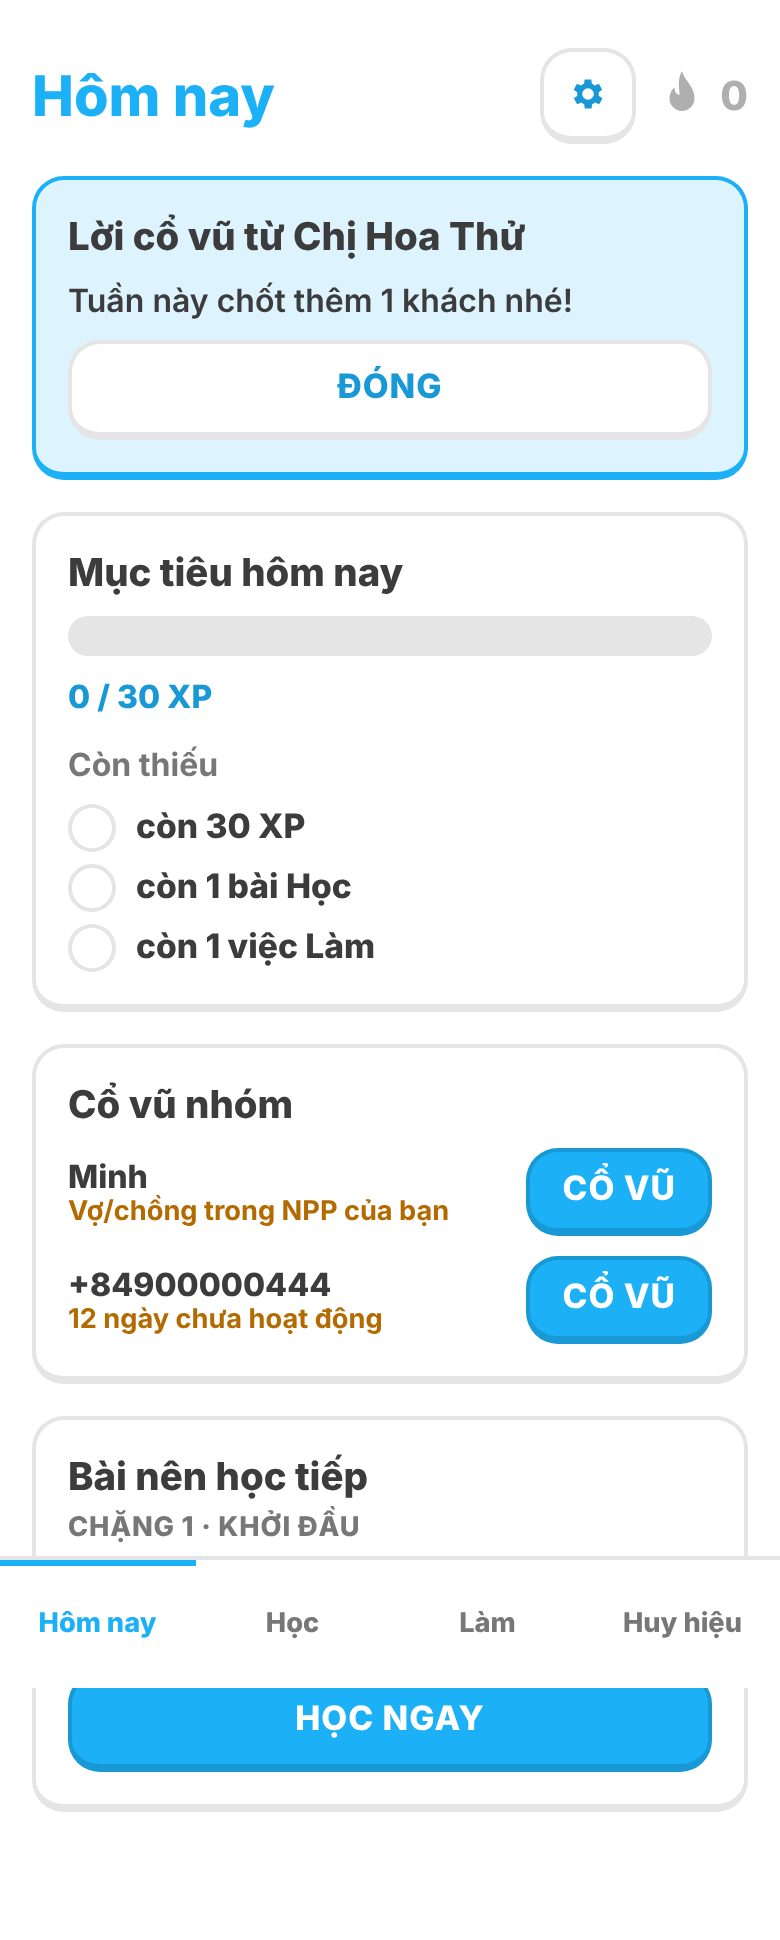 Hôm nay
0
Lời cổ vũ từ Chị Hoa Thử
Tuần này chốt thêm 1 khách nhé!
ĐÓNG
Mục tiêu hôm nay
0 / 30 XP
Còn thiếu
còn 30 XP
còn 1 bài Học
còn 1 việc Làm
Cổ vũ nhóm
Minh
Vợ/chồng trong NPP của bạn
CỔ VŨ
+84900000444
12 ngày chưa hoạt động
CỔ VŨ
Bài nên học tiếp
CHẶNG 1 · KHỞI ĐẦU
Hôm nay
Học
Làm
Huy hiệu
HỌC NGAY